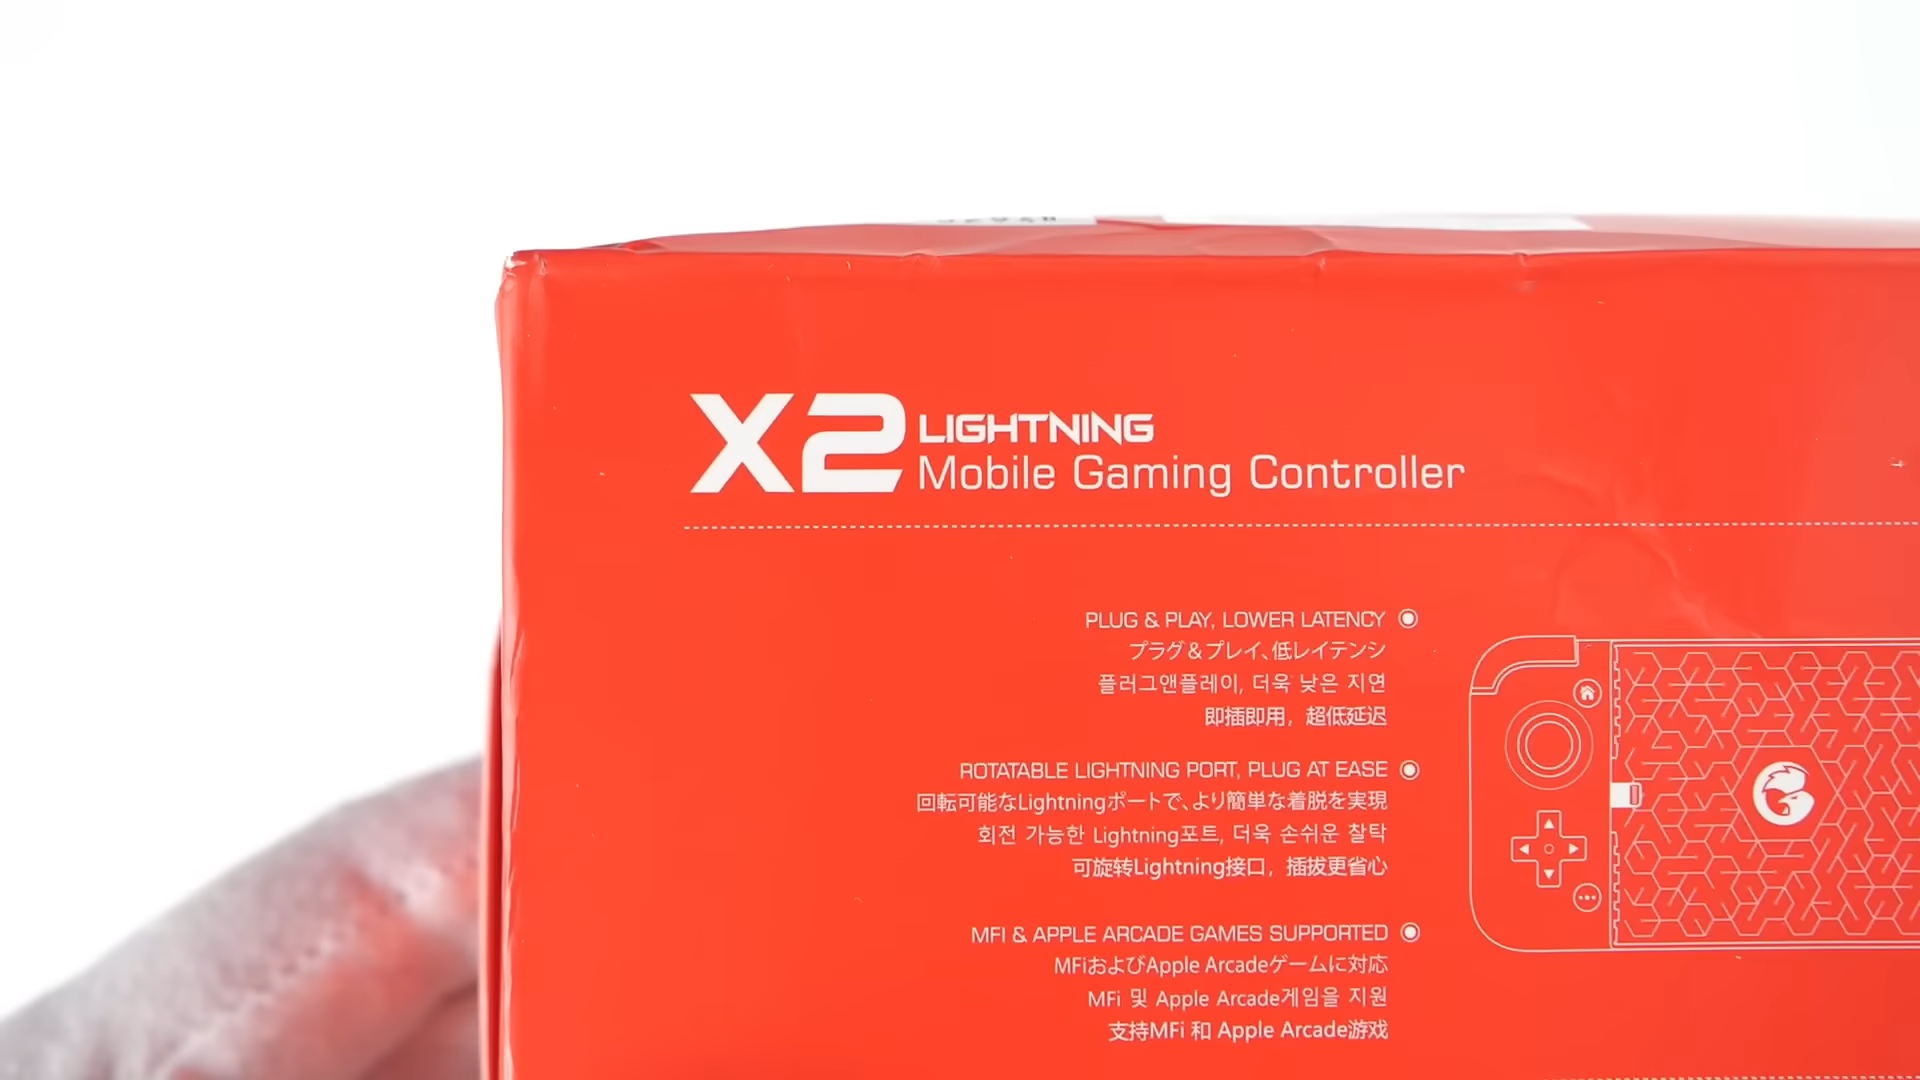 X2 LIGHTNING
Mobile Gaming Controller
PLUG & PLAY, LOWER LATENCY
プラグ&プレイ、低レイテンシ
플러그앤플레이, 더욱 낮은 지연
即插即用，超低延迟
ROTATABLE LIGHTNING PORT, PLUG AT EASE
回転可能なLightningポートで、より簡単な着脱を実現
회전 가능한 Lightning포트, 더욱 손쉬운 찰탁
可旋转Lightning接口，插拔更省心
MFI & APPLE ARCADE GAMES SUPPORTED
MFiおよびApple Arcadeゲームに対応
MFi 및 Apple Arcade게임을 지원
支持MFi 和 Apple Arcade游戏